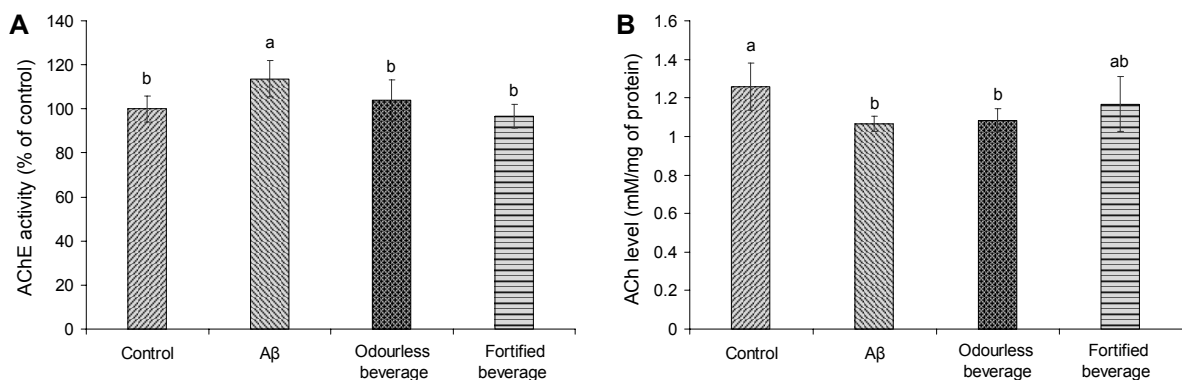 A
AChE activity (% of control)
140
120
100
80
60
40
20
0
b
a
b
b
Control
Aβ
Odourless
beverage
Fortified
beverage
B
ACh level (mM/mg of protein)
1.6
1.4
1.2
1
0.8
0.6
0.4
0.2
0
a
b
b
ab
Control
Aβ
Odourless
beverage
Fortified
beverage